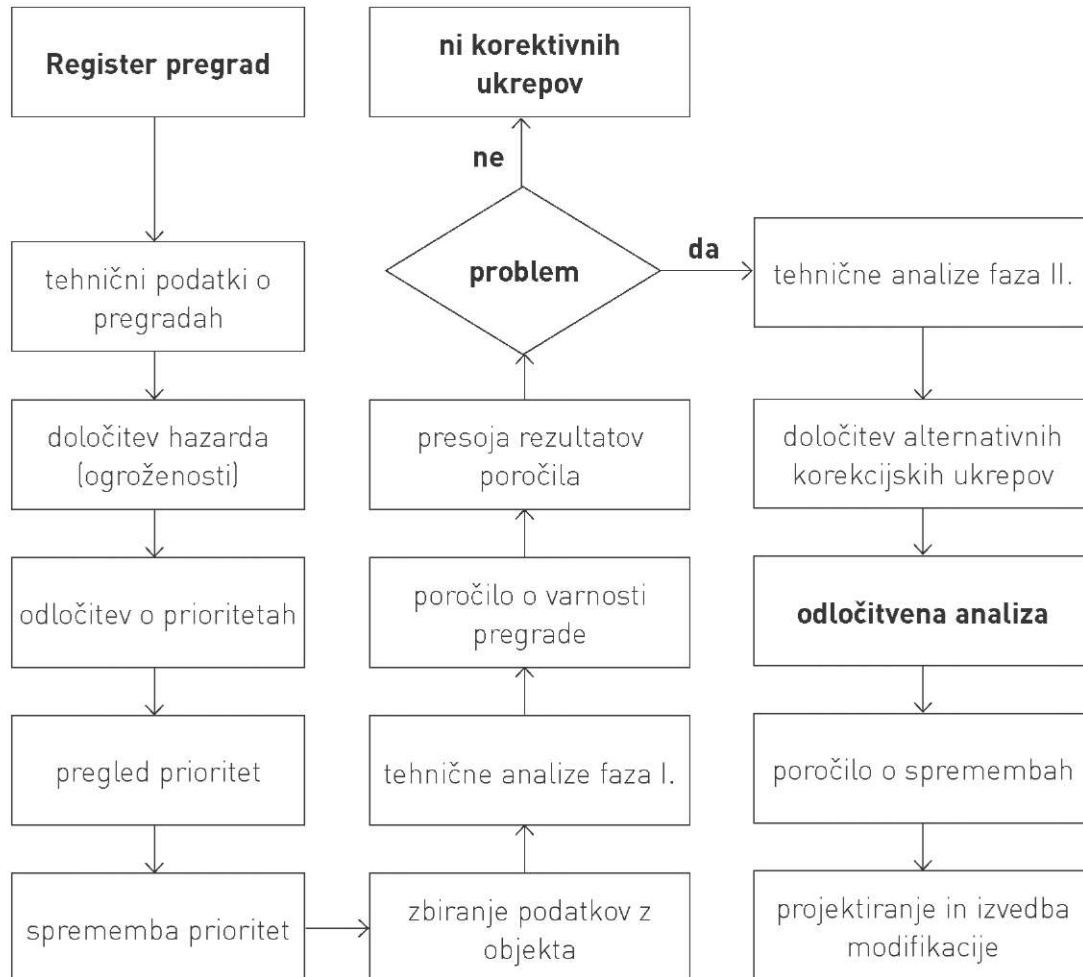 Register pregrad
tehnični podatki o
pregradah
določitev hazarda
(ogroženosti)
odločitev o prioritetah
pregled prioritet
sprememba prioritet
zbiranje podatkov z
objekta
tehnične analize faza I.
poročilo o varnosti
pregrade
presoja rezultatov
poročila
problem
ne
ni korektivnih
ukrepov
da
tehnične analize faza II.
določitev alternativnih
korekcijskih ukrepov
odločitvena analiza
poročilo o spremembah
projektiranje in izvedba
modifikacije